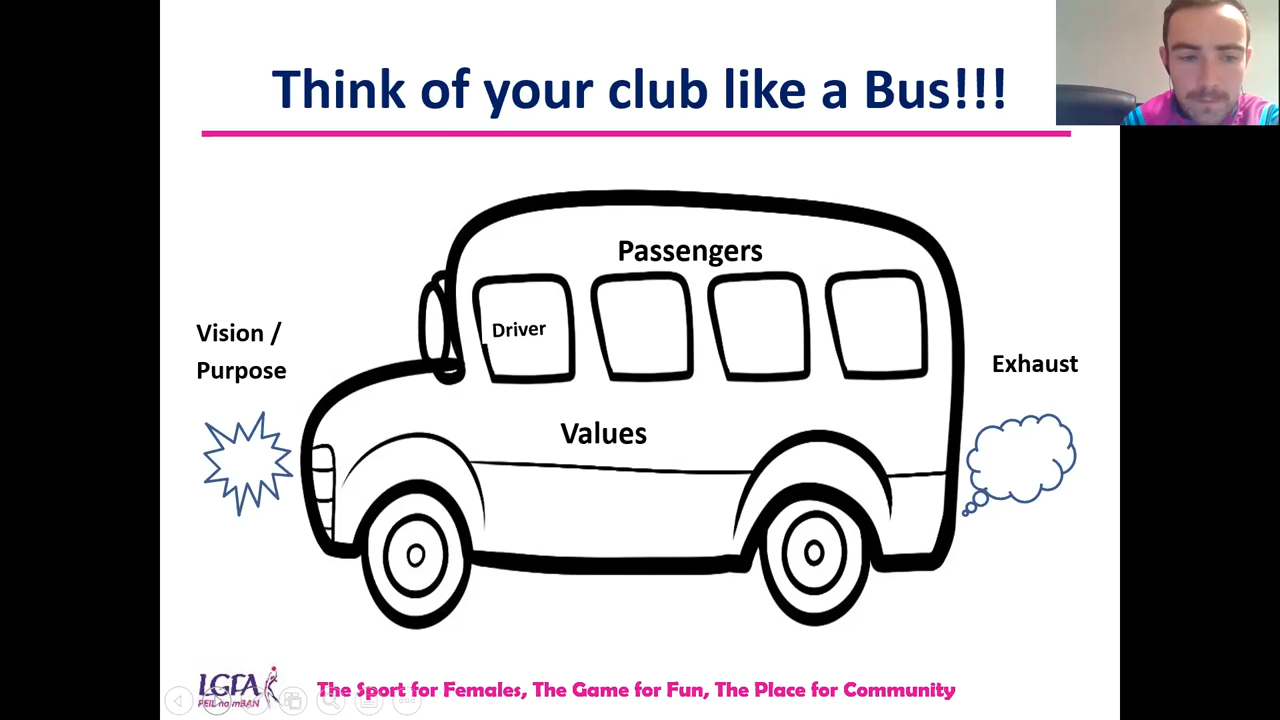 Think of your club like a Bus!!!
Passengers
Driver
Vision /
Purpose
Exhaust
Values
LGFA
PEIL na mBAN
The Sport for Females, The Game for Fun, The Place for Community